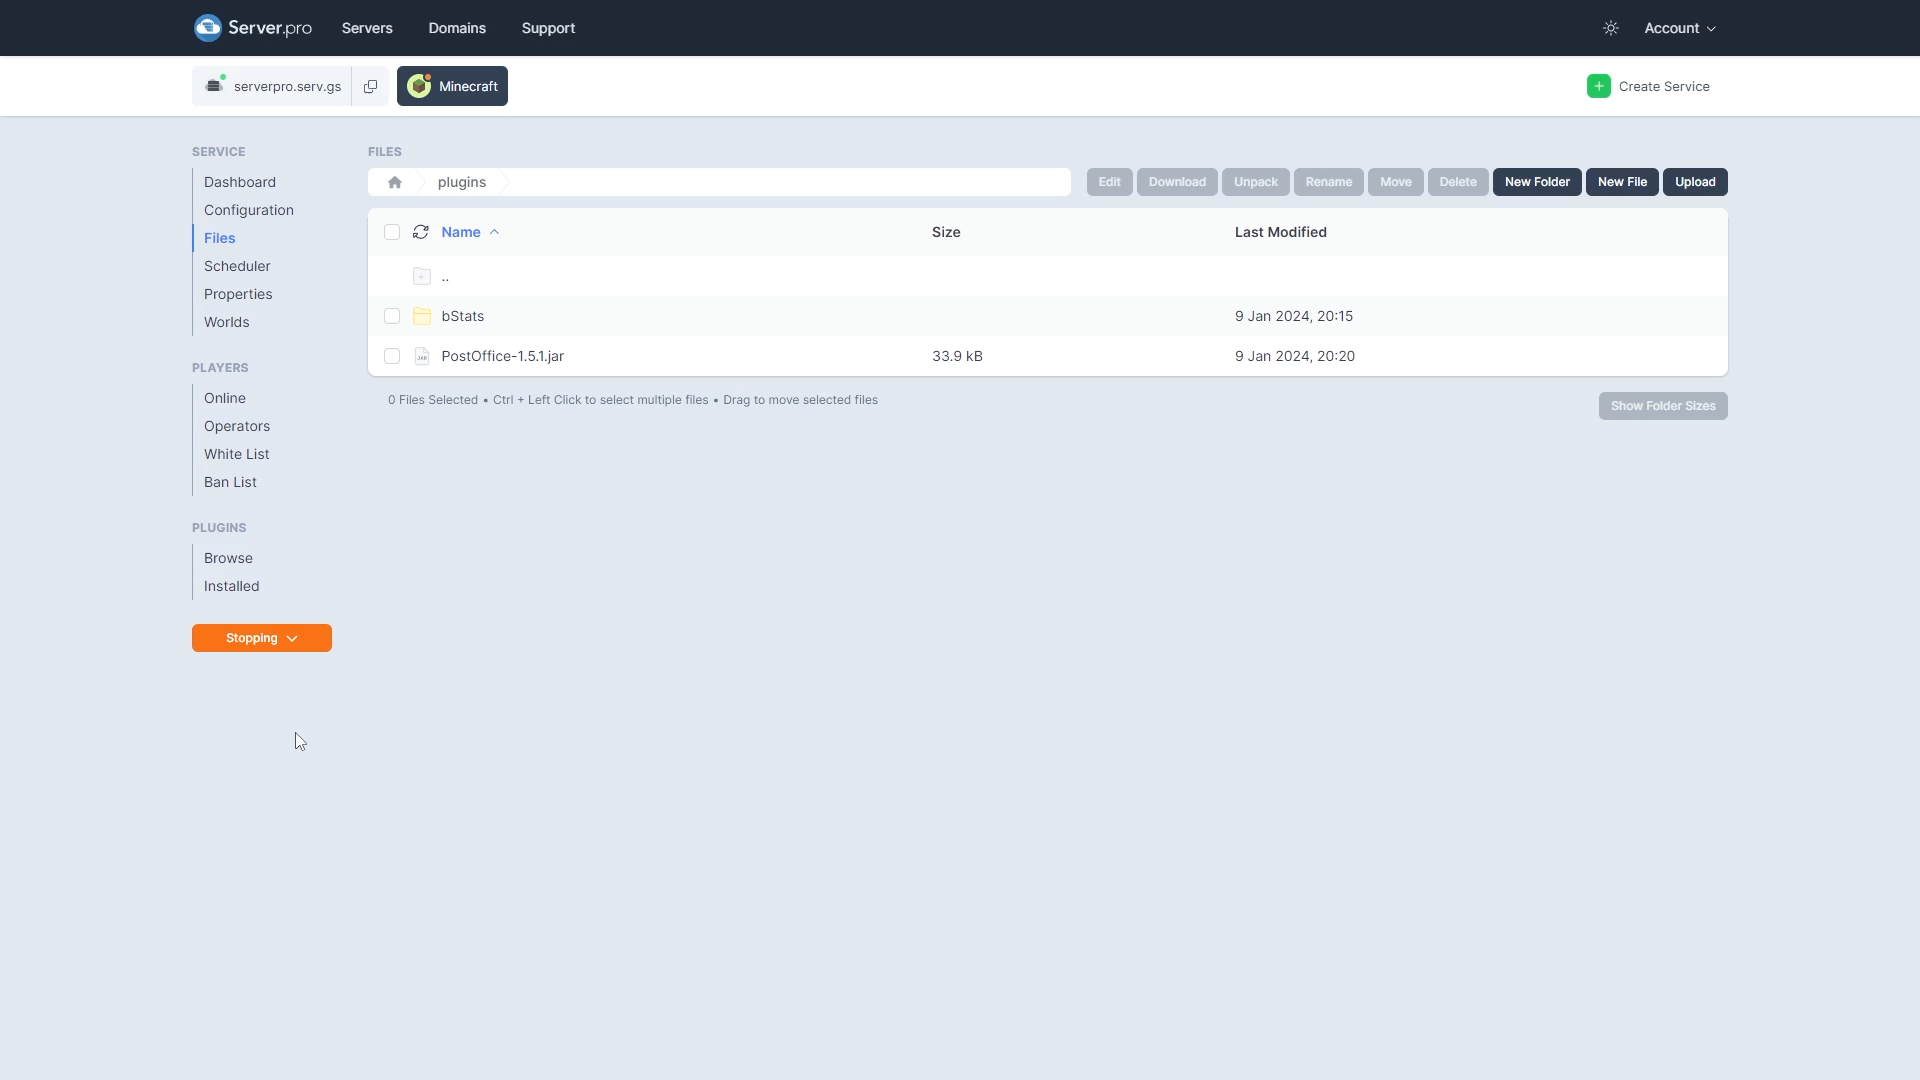 Server.pro
Servers
Domains
Support
Account
serverpro.serv.gs
Minecraft
Create Service
SERVICE
Dashboard
Configuration
Files
Scheduler
Properties
Worlds
PLAYERS
Online
Operators
White List
Ban List
PLUGINS
Browse
Installed
Stopping
FILES
plugins
Edit
Download
Unpack
Rename
Move
Delete
New Folder
New File
Upload
Name
Size
Last Modified
..
bStats
9 Jan 2024, 20:15
JAR
PostOffice-1.5.1.jar
33.9 kB
9 Jan 2024, 20:20
0 Files Selected • Ctrl + Left Click to select multiple files • Drag to move selected files
Show Folder Sizes